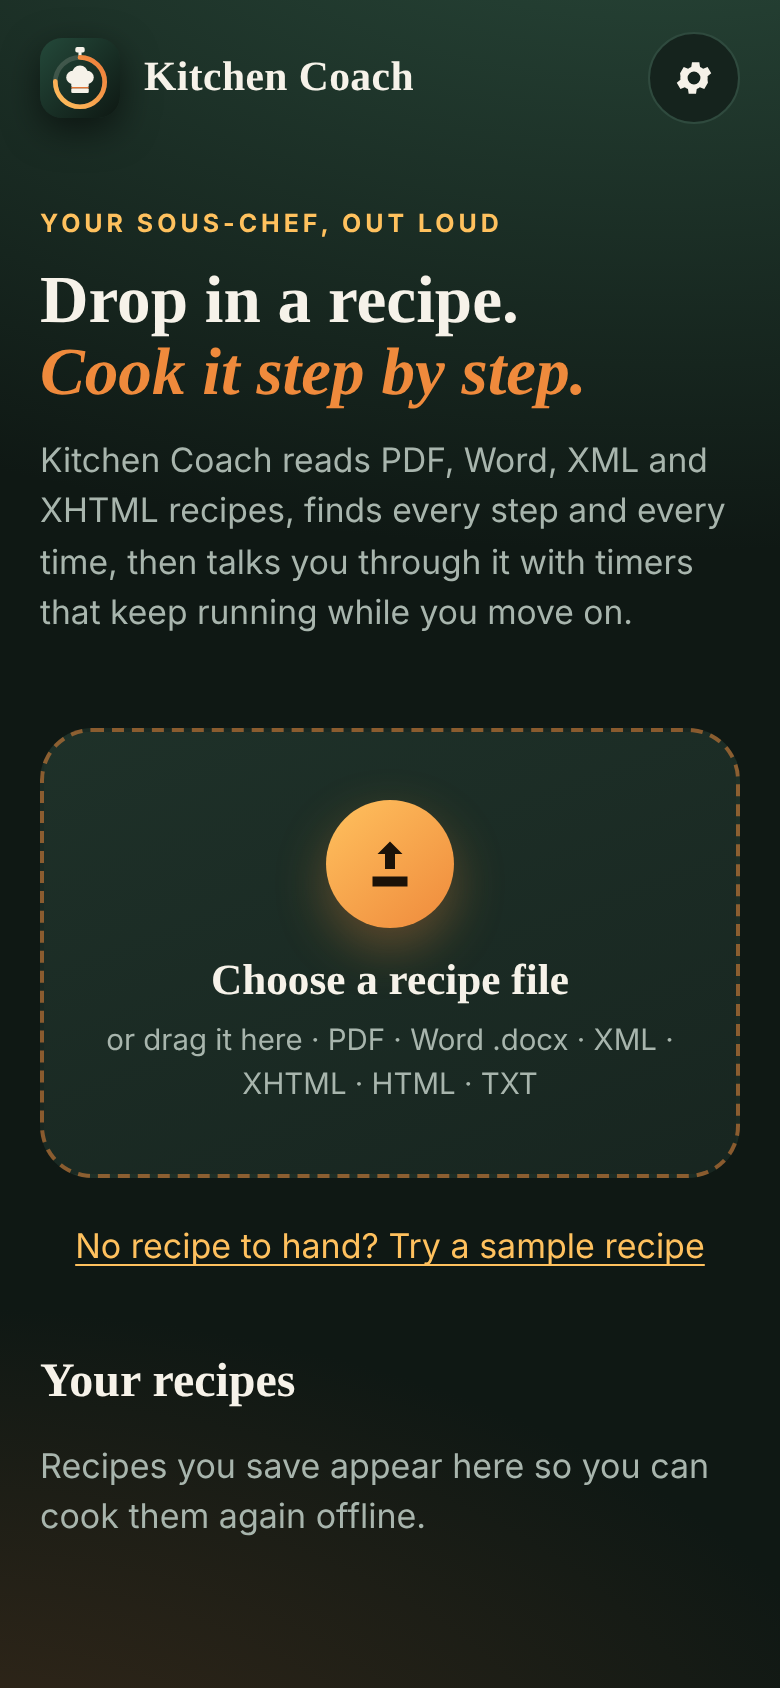 Kitchen Coach
YOUR SOUS-CHEF, OUT LOUD
Drop in a recipe.
Cook it step by step.
Kitchen Coach reads PDF, Word, XML and
XHTML recipes, finds every step and every
time, then talks you through it with timers
that keep running while you move on.
Choose a recipe file
or drag it here · PDF · Word .docx · XML ·
XHTML · HTML · TXT
No recipe to hand? Try a sample recipe
Your recipes
Recipes you save appear here so you can
cook them again offline.